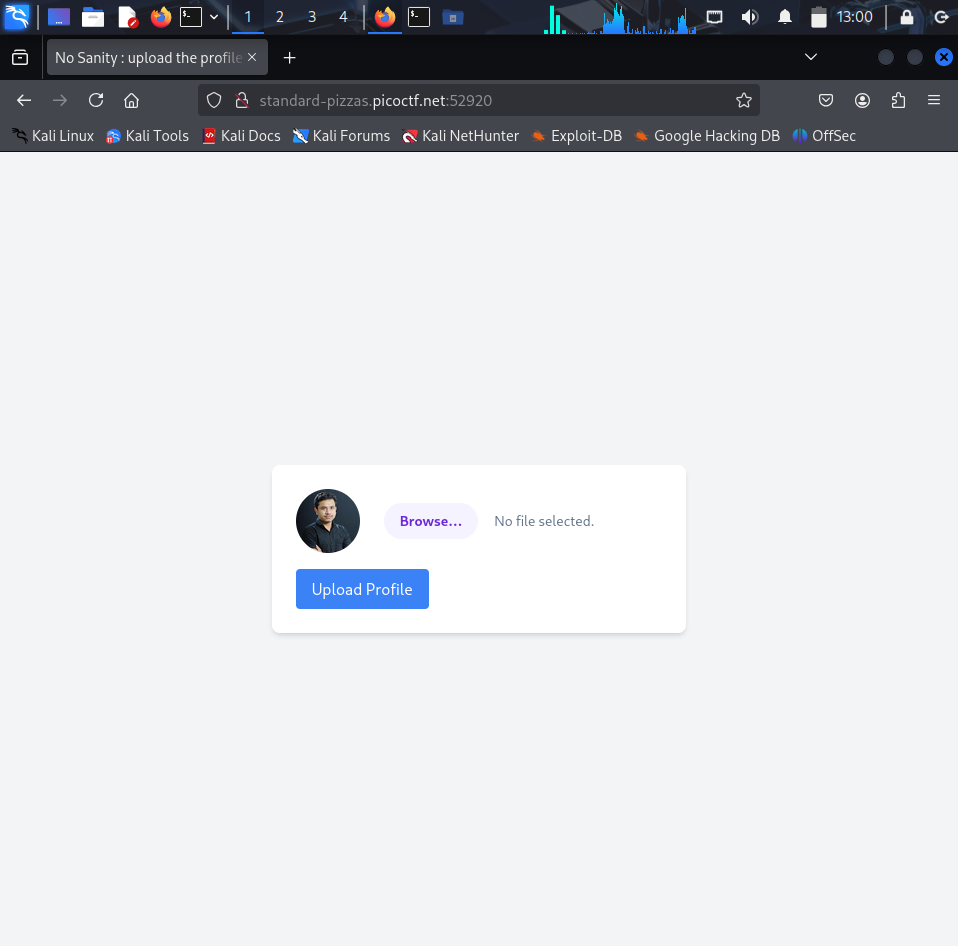 1 2 3 4 13:00
No Sanity : upload the profile
standard-pizzas.picoctf.net:52920
Kali Linux Kali Tools Kali Docs Kali Forums Kali NetHunter Exploit-DB Google Hacking DB OffSec
Browse... No file selected.
Upload Profile